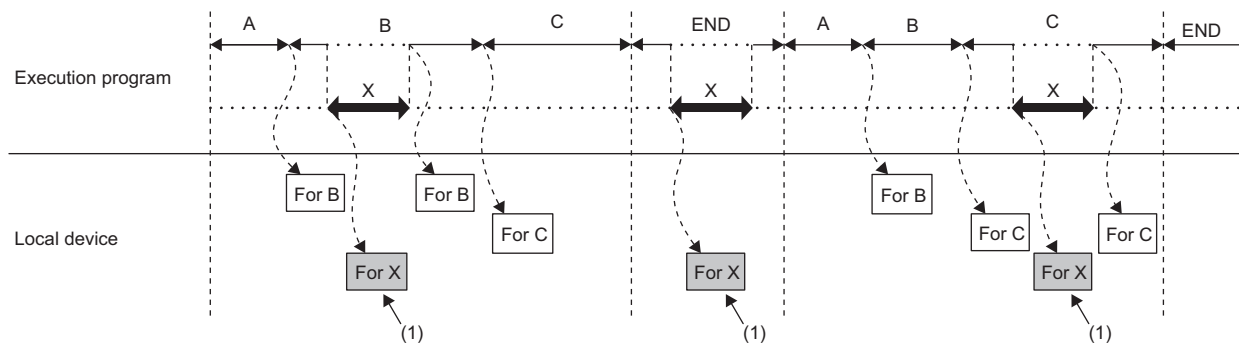 A B C END A B C END
Execution program
X X X
For B For B For B
For C For C For C
Local device
For X For X For X
(1) (1) (1)